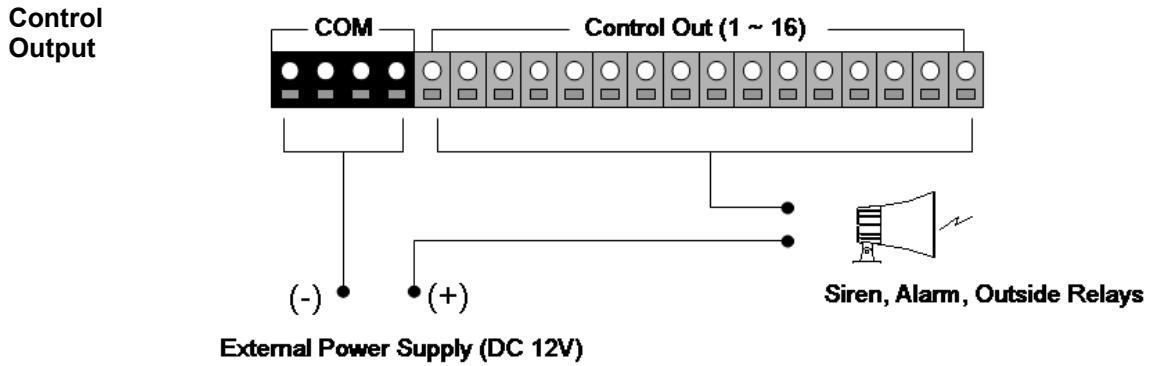 Control
Output
COM
Control Out (1 ~ 16)
(-)
(+)
Siren, Alarm, Outside Relays
External Power Supply (DC 12V)